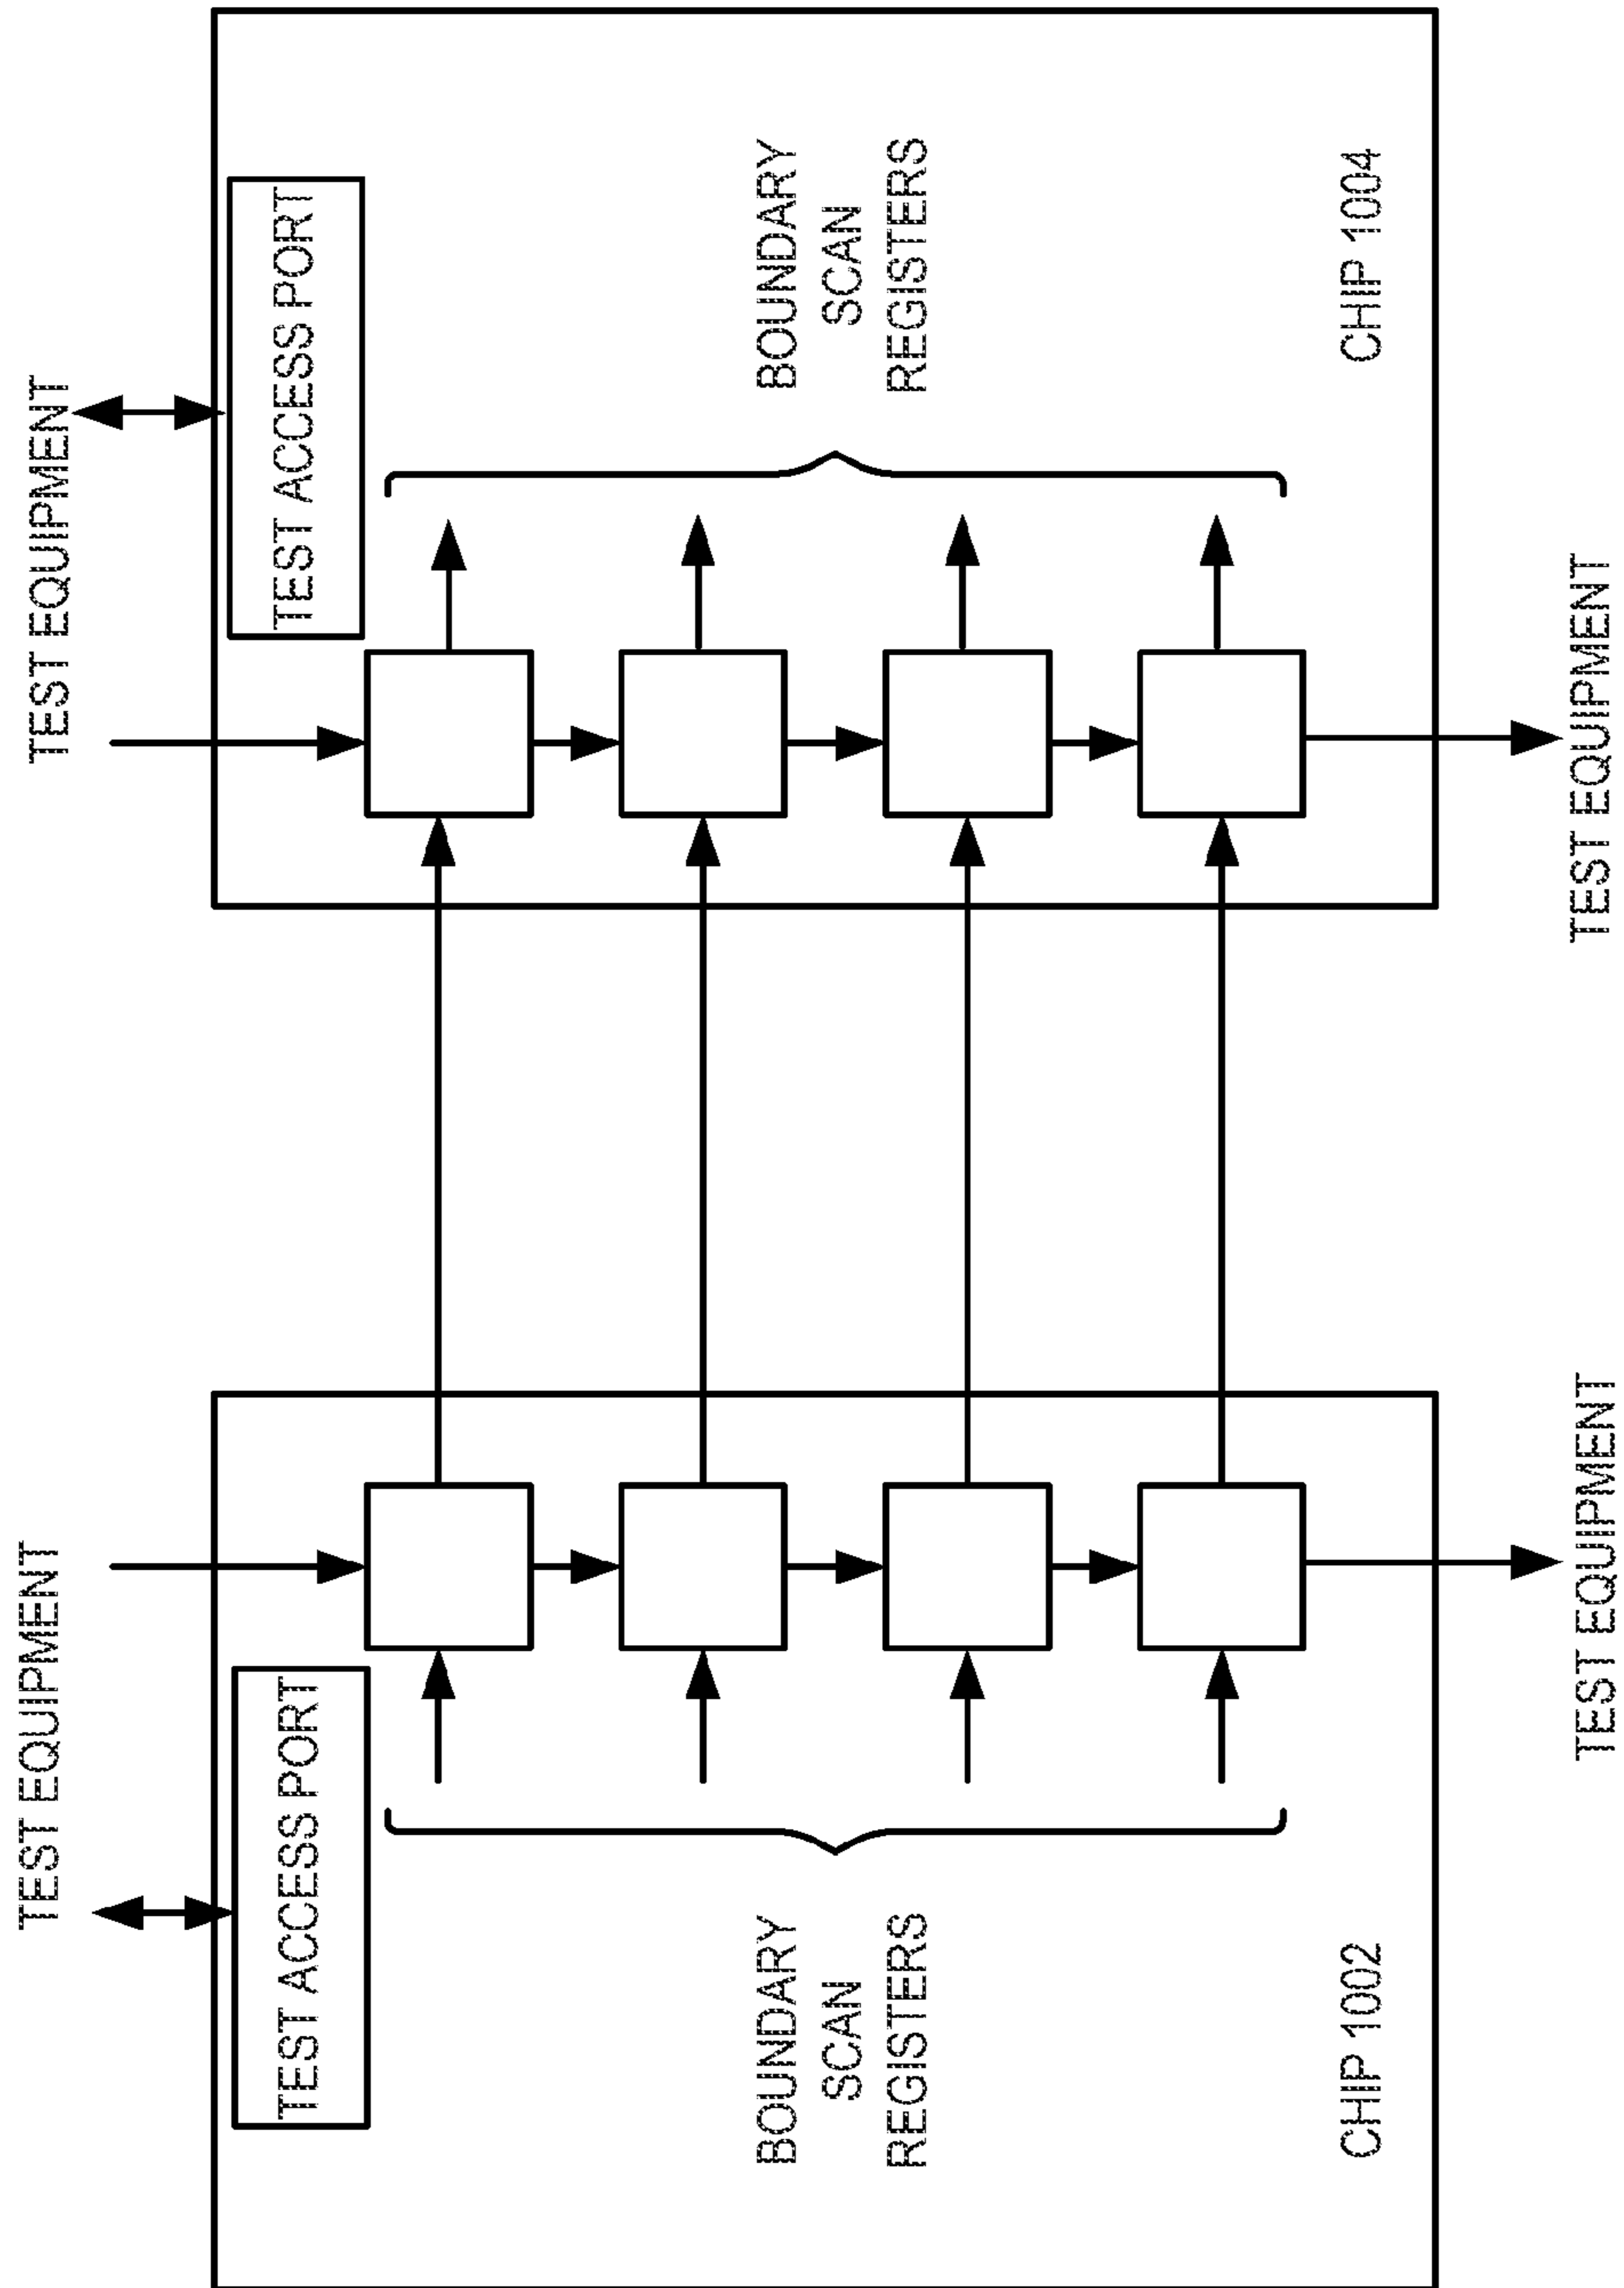 TEST EQUIPMENT
TEST EQUIPMENT
TEST ACCESS PORT
TEST ACCESS PORT
BOUNDARY
SCAN
REGISTERS
BOUNDARY
SCAN
REGISTERS
CHIP 1002
CHIP 1004
TEST EQUIPMENT
TEST EQUIPMENT